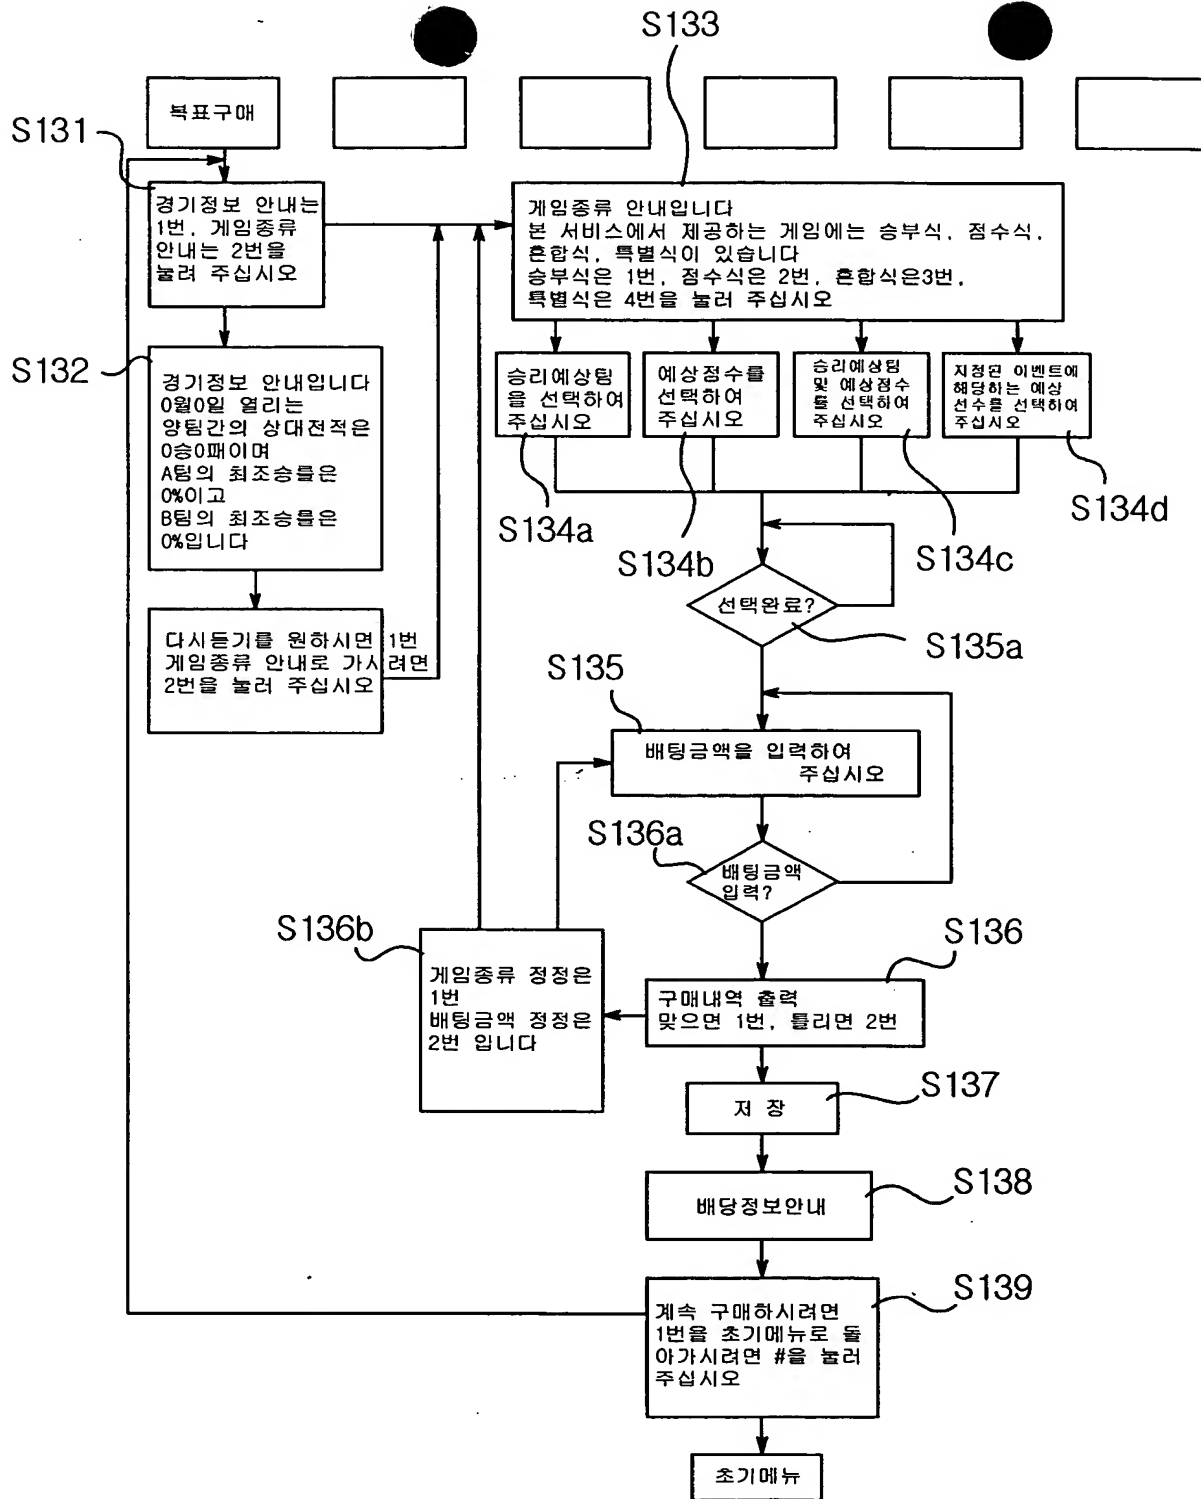 S133
복표구매
S131
경기정보 안내는
1번, 게임종류
안내는 2번을
눌려 주십시오
게임종류 안내입니다
본 서비스에서 제공하는 게임에는 승부식, 점수식,
혼합식, 특별식이 있습니다
승부식은 1번, 점수식은 2번, 혼합식은3번,
특별식은 4번을 눌러 주십시오
S132
경기정보 안내입니다
0월0일 열리는
양팀간의 상대전적은
0승0패이며
A팀의 최조승률은
0%이고
B팀의 최조승률은
0%입니다
승리예상팀
을 선택하여
주십시오
예상점수를
선택하여
주십시오
승리예상팀
및 예상점수
를 선택하여
주십시오
지정된 이벤트에
해당하는 예상
선수를 선택하여
주십시오
S134a
S134b
S134c
S134d
선택완료?
S135a
다시듣기를 원하시면 1번
게임종류 안내로 가시려면
2번을 눌러 주십시오
S135
배팅금액을 입력하여
주십시오
S136a
배팅금액
입력?
S136b
게임종류 정정은
1번
배팅금액 정정은
2번 입니다
S136
구매내역 출력
맞으면 1번, 틀리면 2번
S137
저 장
S138
배당정보안내
S139
계속 구매하시려면
1번을 초기메뉴로 돌
아가시려면 #을 눌러
주십시오
초기메뉴